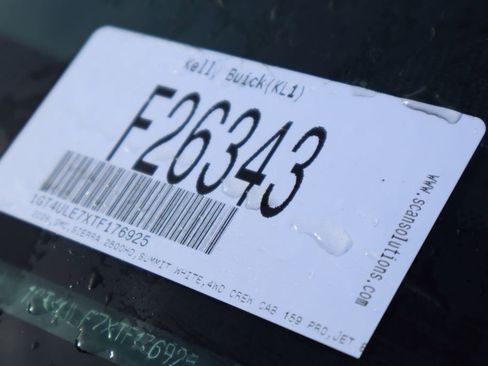 Kell, Buick(KL1)
F26343
1GT4ULE7XTF176925
2026,GMC,SIERRA 2500HD,SUMMIT WHITE,4WD CREW CAB 159 PRO,JET B
www.scansolutions.com